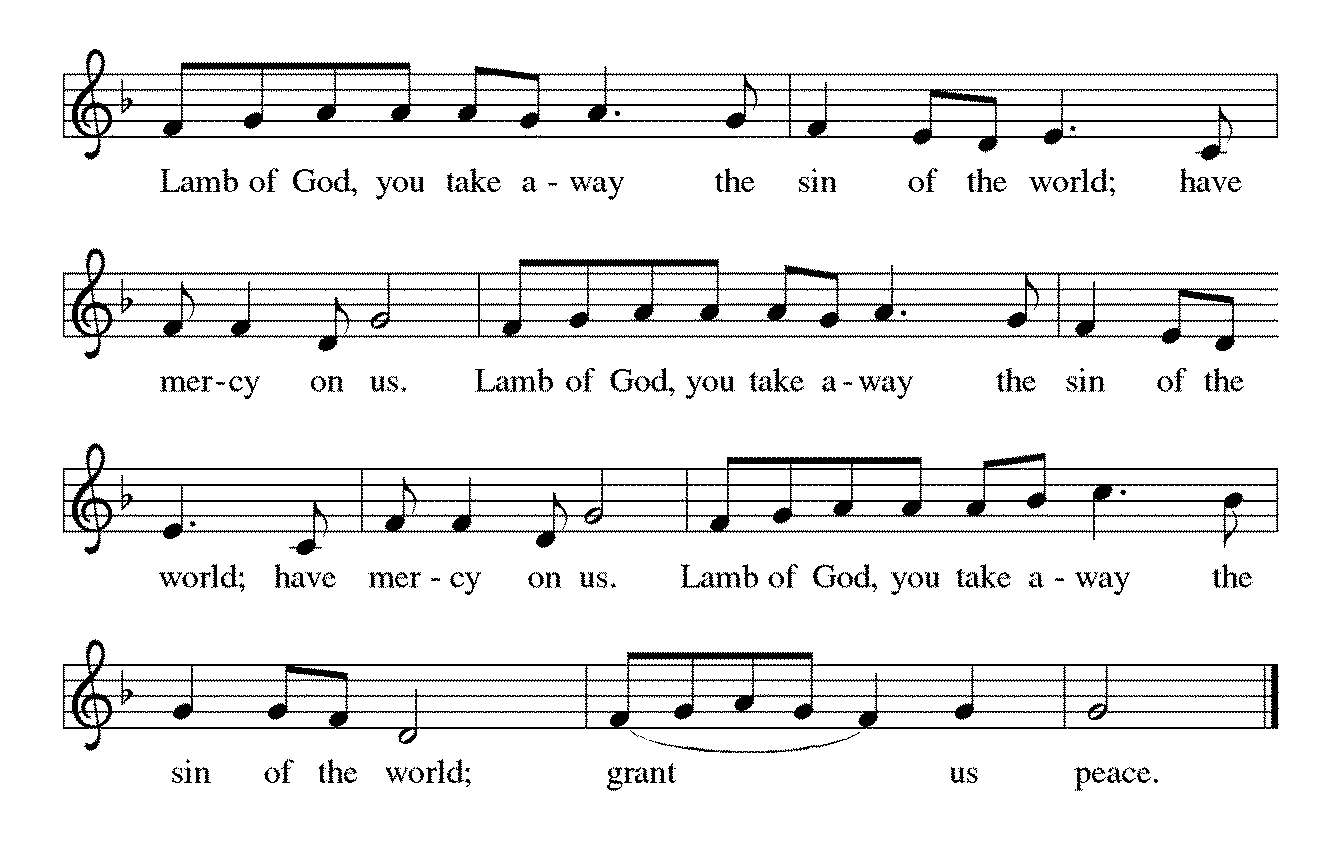 Lamb of God, you take a - way the sin of the world; have
mer - cy on us. Lamb of God, you take a - way the sin of the
world; have mer - cy on us. Lamb of God, you take a - way the
sin of the world; grant us peace.